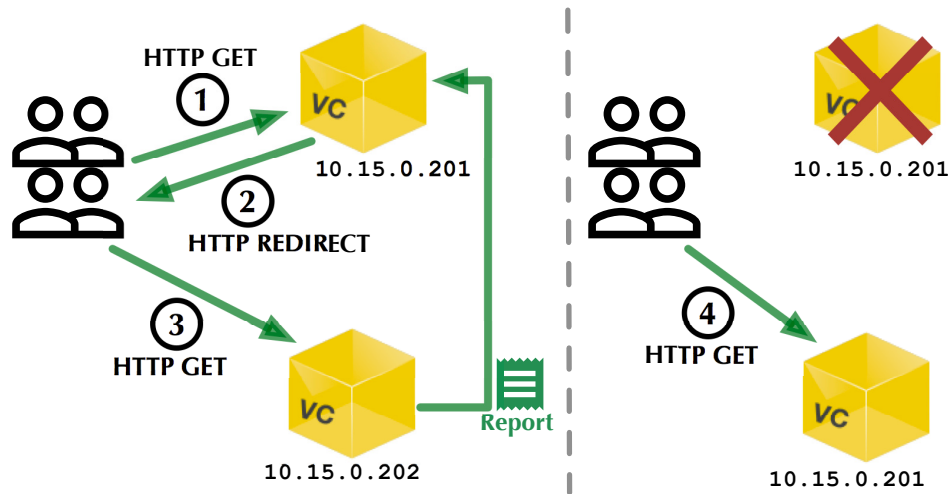 HTTP GET
1
VC
10.15.0.201
2
HTTP REDIRECT
3
HTTP GET
VC
Report
10.15.0.202
VC
10.15.0.201
4
HTTP GET
VC
10.15.0.201